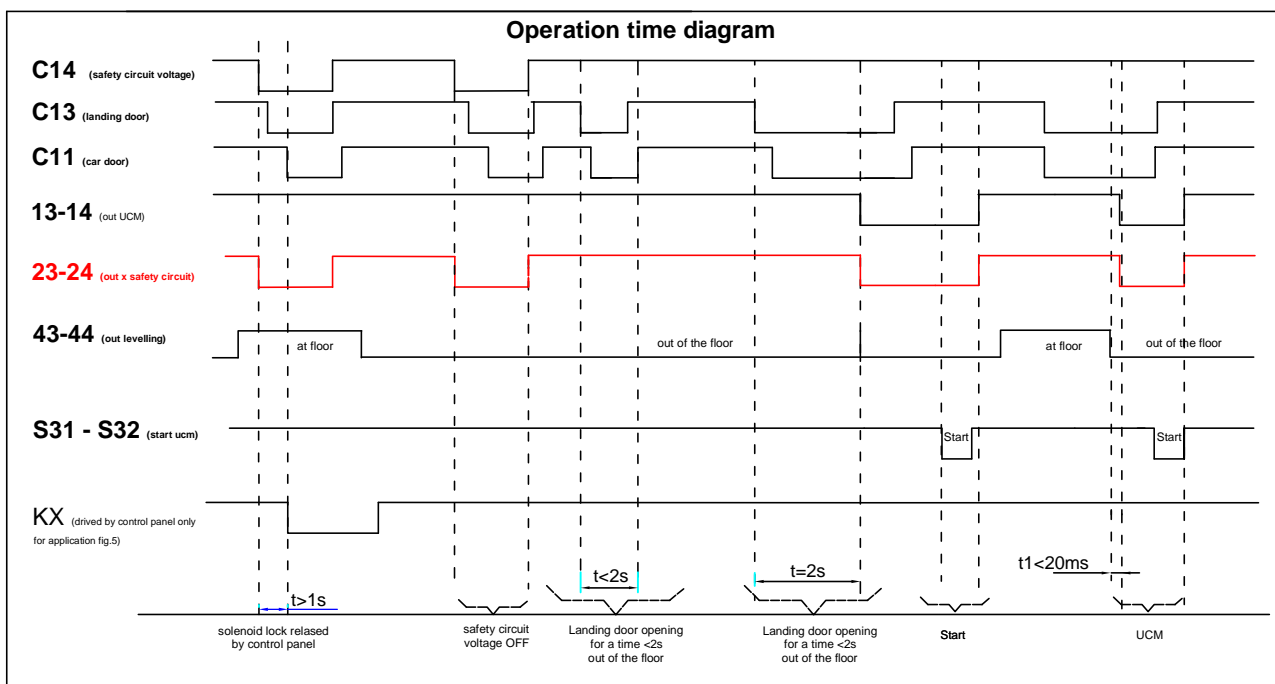 Operation time diagram
C14 (safety circuit voltage)
C13 (landing door)
C11 (car door)
13-14 (out UCM)
23-24 (out x safety circuit)
43-44 (out levelling)
at floor
out of the floor
at floor
out of the floor
S31 - S32 (start ucm)
Start
Start
KX (drived by control panel only
for application fig.5)
t>1s
t<2s
t=2s
t1<20ms
solenoid lock relased
by control panel
safety circuit
voltage OFF
Landing door opening
for a time <2s
out of the floor
Landing door opening
for a time <2s
out of the floor
Start
UCM